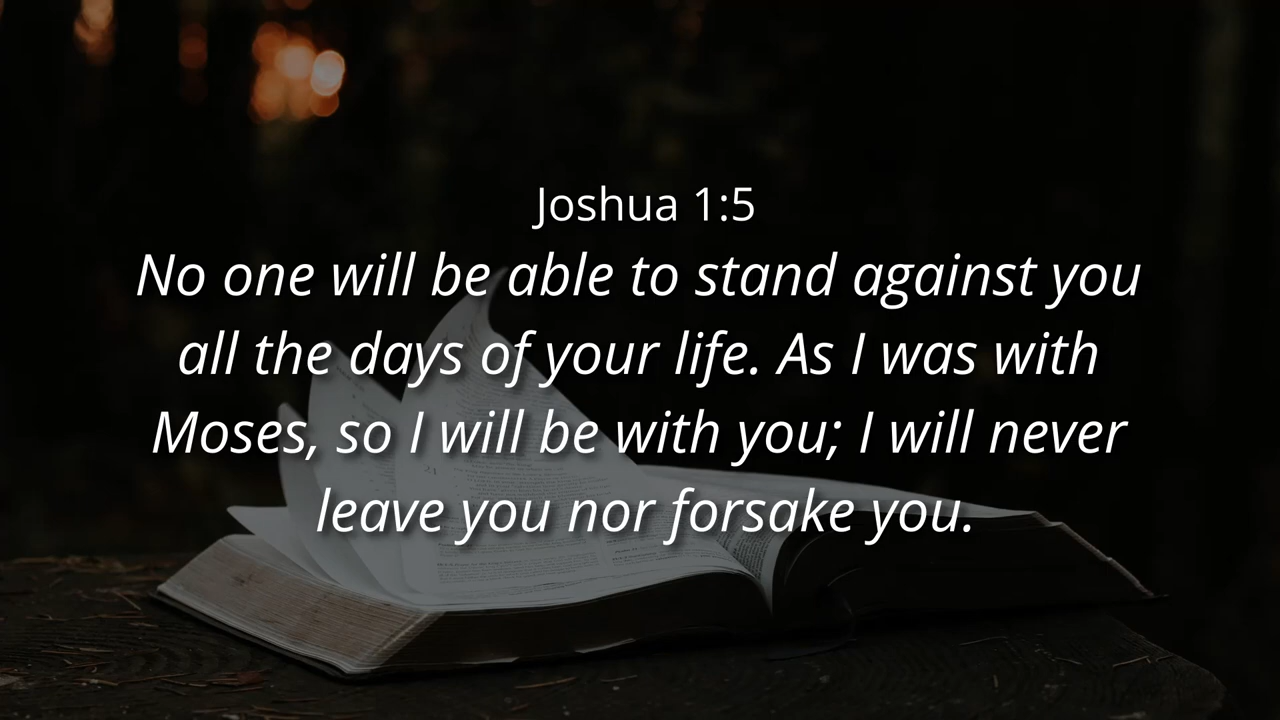 Joshua 1:5
No one will be able to stand against you
all the days of your life. As I was with
Moses, so I will be with you; I will never
leave you nor forsake you.